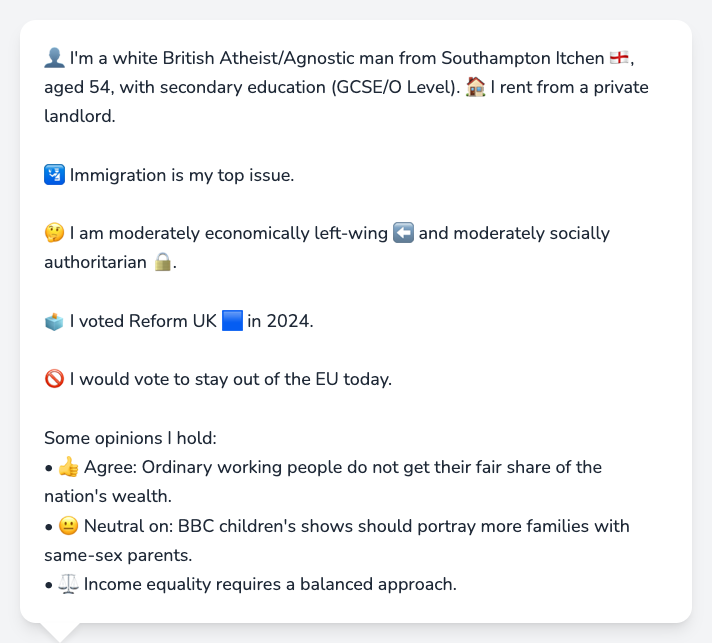 👤 I'm a white British Atheist/Agnostic man from Southampton Itchen 🏴󠁧󠁢󠁥󠁮󠁧󠁿,
aged 54, with secondary education (GCSE/O Level). 🏠 I rent from a private
landlord.
🛂 Immigration is my top issue.
🤔 I am moderately economically left-wing ⬅️ and moderately socially
authoritarian 🔒.
🗳️ I voted Reform UK 🟦 in 2024.
🚫 I would vote to stay out of the EU today.
Some opinions I hold:
• 👍 Agree: Ordinary working people do not get their fair share of the
nation's wealth.
• 😐 Neutral on: BBC children's shows should portray more families with
same-sex parents.
• ⚖️ Income equality requires a balanced approach.